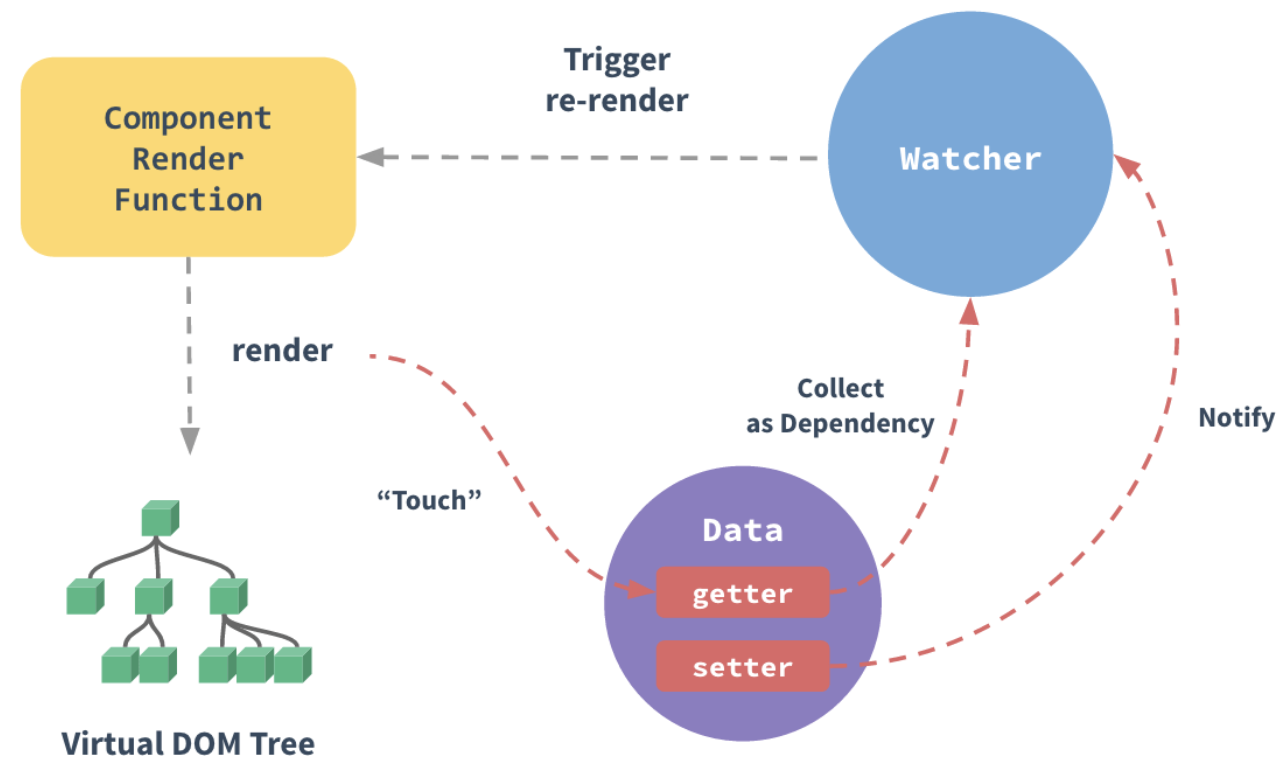 Trigger
re-render
Component
Render
Function
Watcher
render
Collect
as Dependency
Notify
“Touch”
Data
getter
setter
Virtual DOM Tree